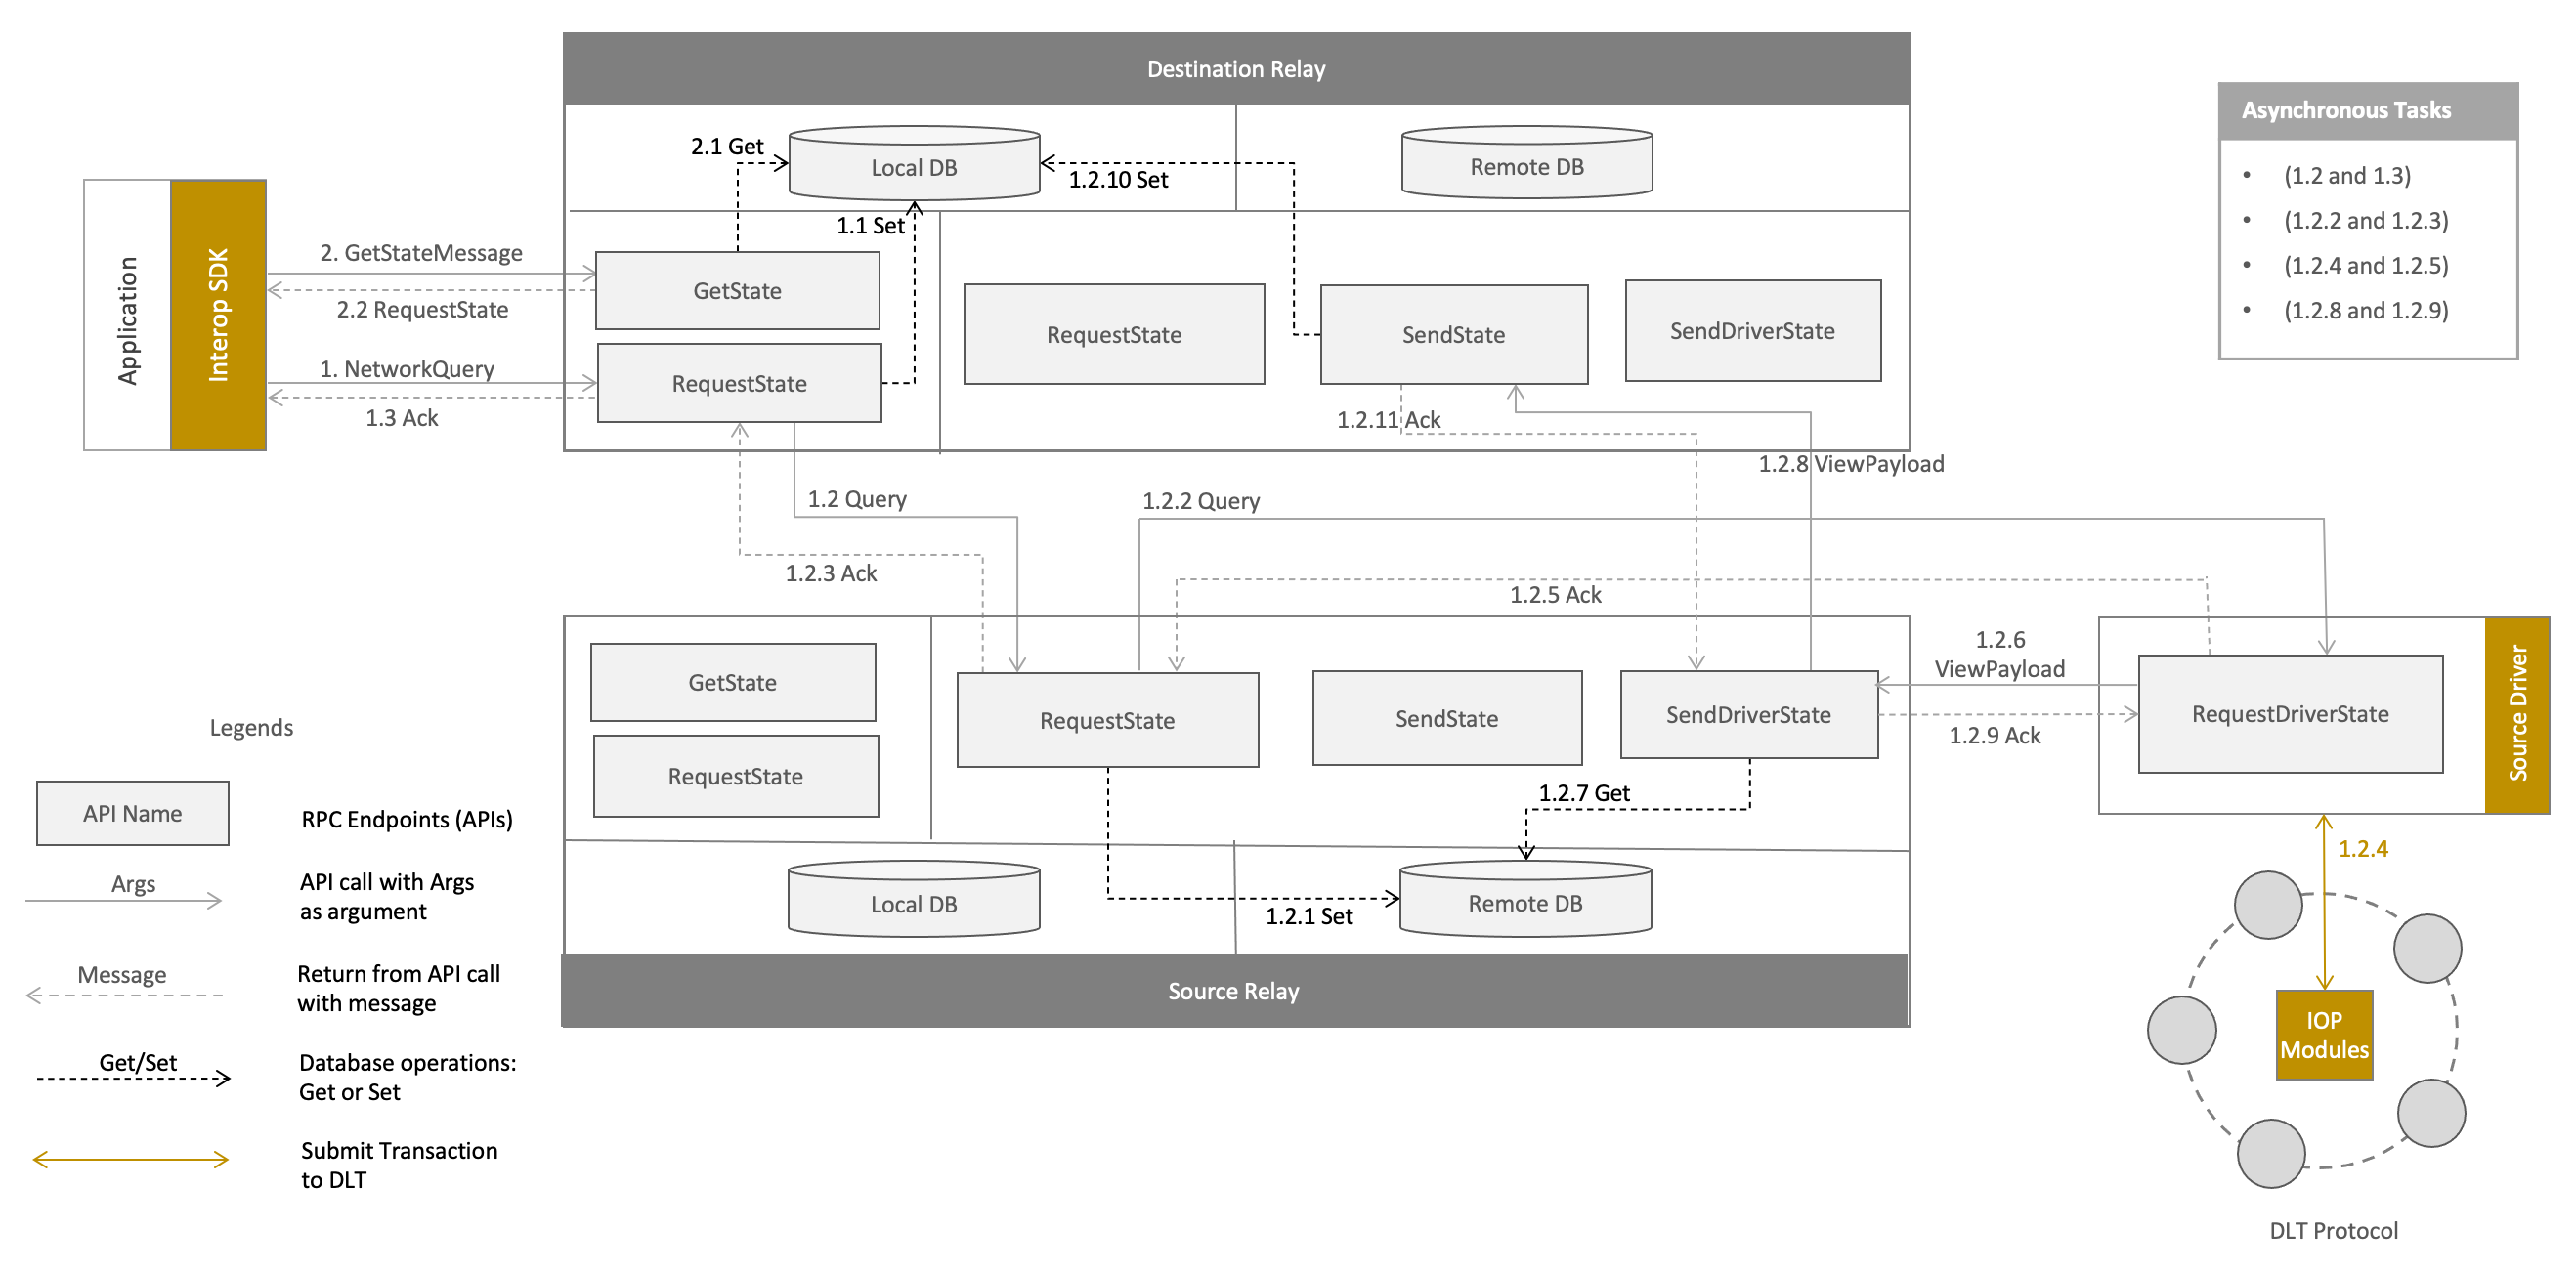 Destination Relay
Asynchronous Tasks
• (1.2 and 1.3)
• (1.2.2 and 1.2.3)
• (1.2.4 and 1.2.5)
• (1.2.8 and 1.2.9)
2.1 Get
Local DB
1.2.10 Set
Remote DB
1.1 Set
Application
Interop SDK
2. GetStateMessage
2.2 RequestState
1. NetworkQuery
1.3 Ack
GetState
RequestState
RequestState
SendState
SendDriverState
1.2.11 Ack
1.2.8 ViewPayload
1.2 Query
1.2.2 Query
1.2.3 Ack
1.2.5 Ack
GetState
RequestState
RequestState
SendState
SendDriverState
1.2.6
ViewPayload
1.2.9 Ack
RequestDriverState
Source Driver
1.2.7 Get
1.2.4
Local DB
1.2.1 Set
Remote DB
Source Relay
IOP
Modules
DLT Protocol
Legends
API Name
RPC Endpoints (APIs)
Args
API call with Args
as argument
Message
Return from API call
with message
Get/Set
Database operations:
Get or Set
Submit Transaction
to DLT